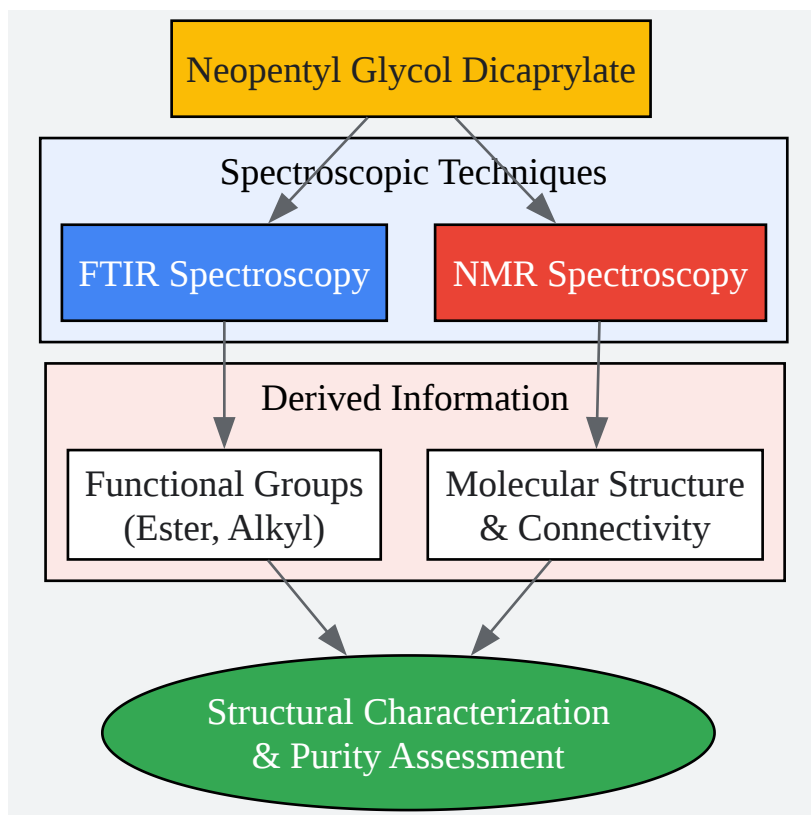 Neopentyl Glycol Dicaprylate
Spectroscopic Techniques
FTIR Spectroscopy
NMR Spectroscopy
Derived Information
Functional Groups
(Ester, Alkyl)
Molecular Structure
& Connectivity
Structural Characterization
& Purity Assessment